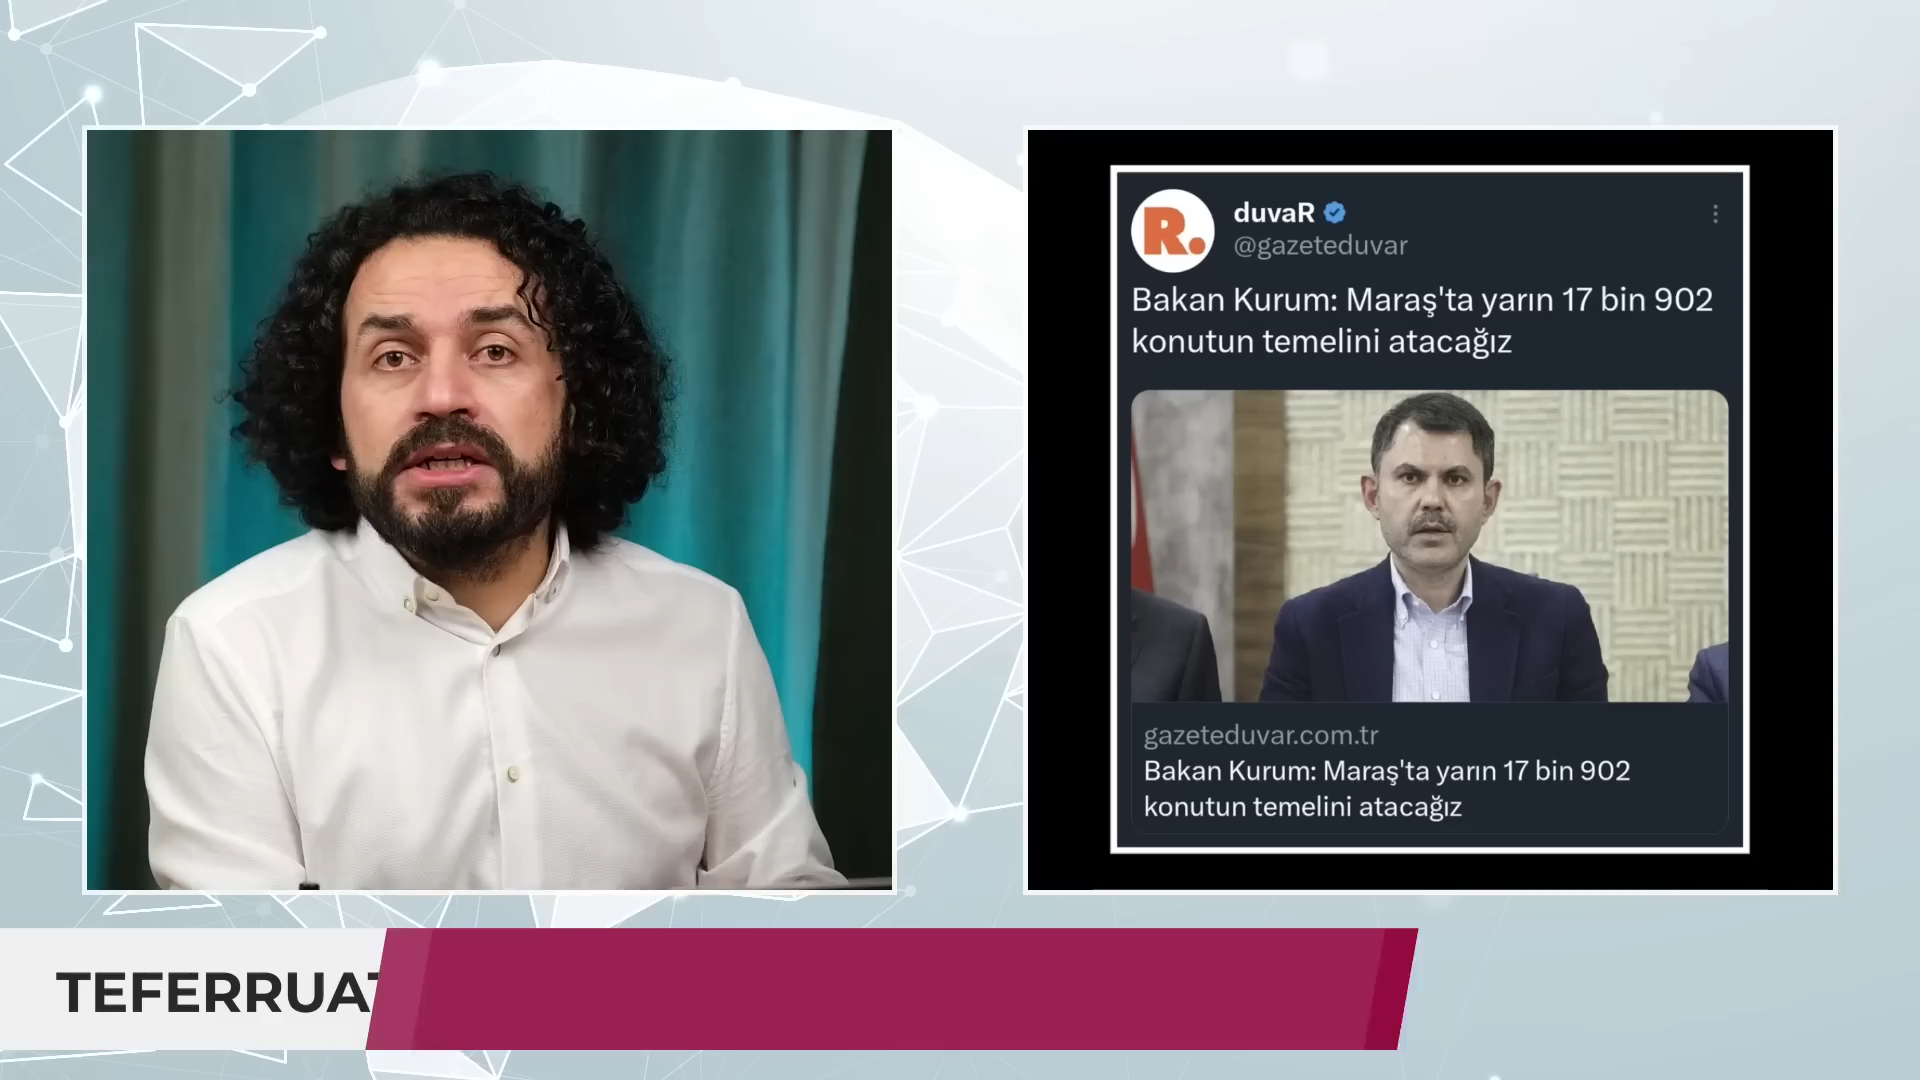 R.
duvaR
@gazeteduvar
Bakan Kurum: Maraş'ta yarın 17 bin 902
konutun temelini atacağız
gazeteduvar.com.tr
Bakan Kurum: Maraş'ta yarın 17 bin 902
konutun temelini atacağız
TEFERRUAT